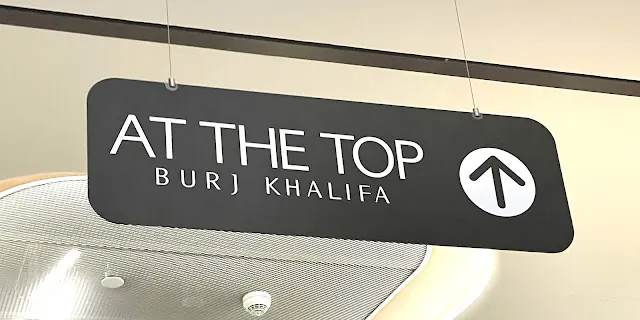 AT THE TOP
BURJ KHALIFA